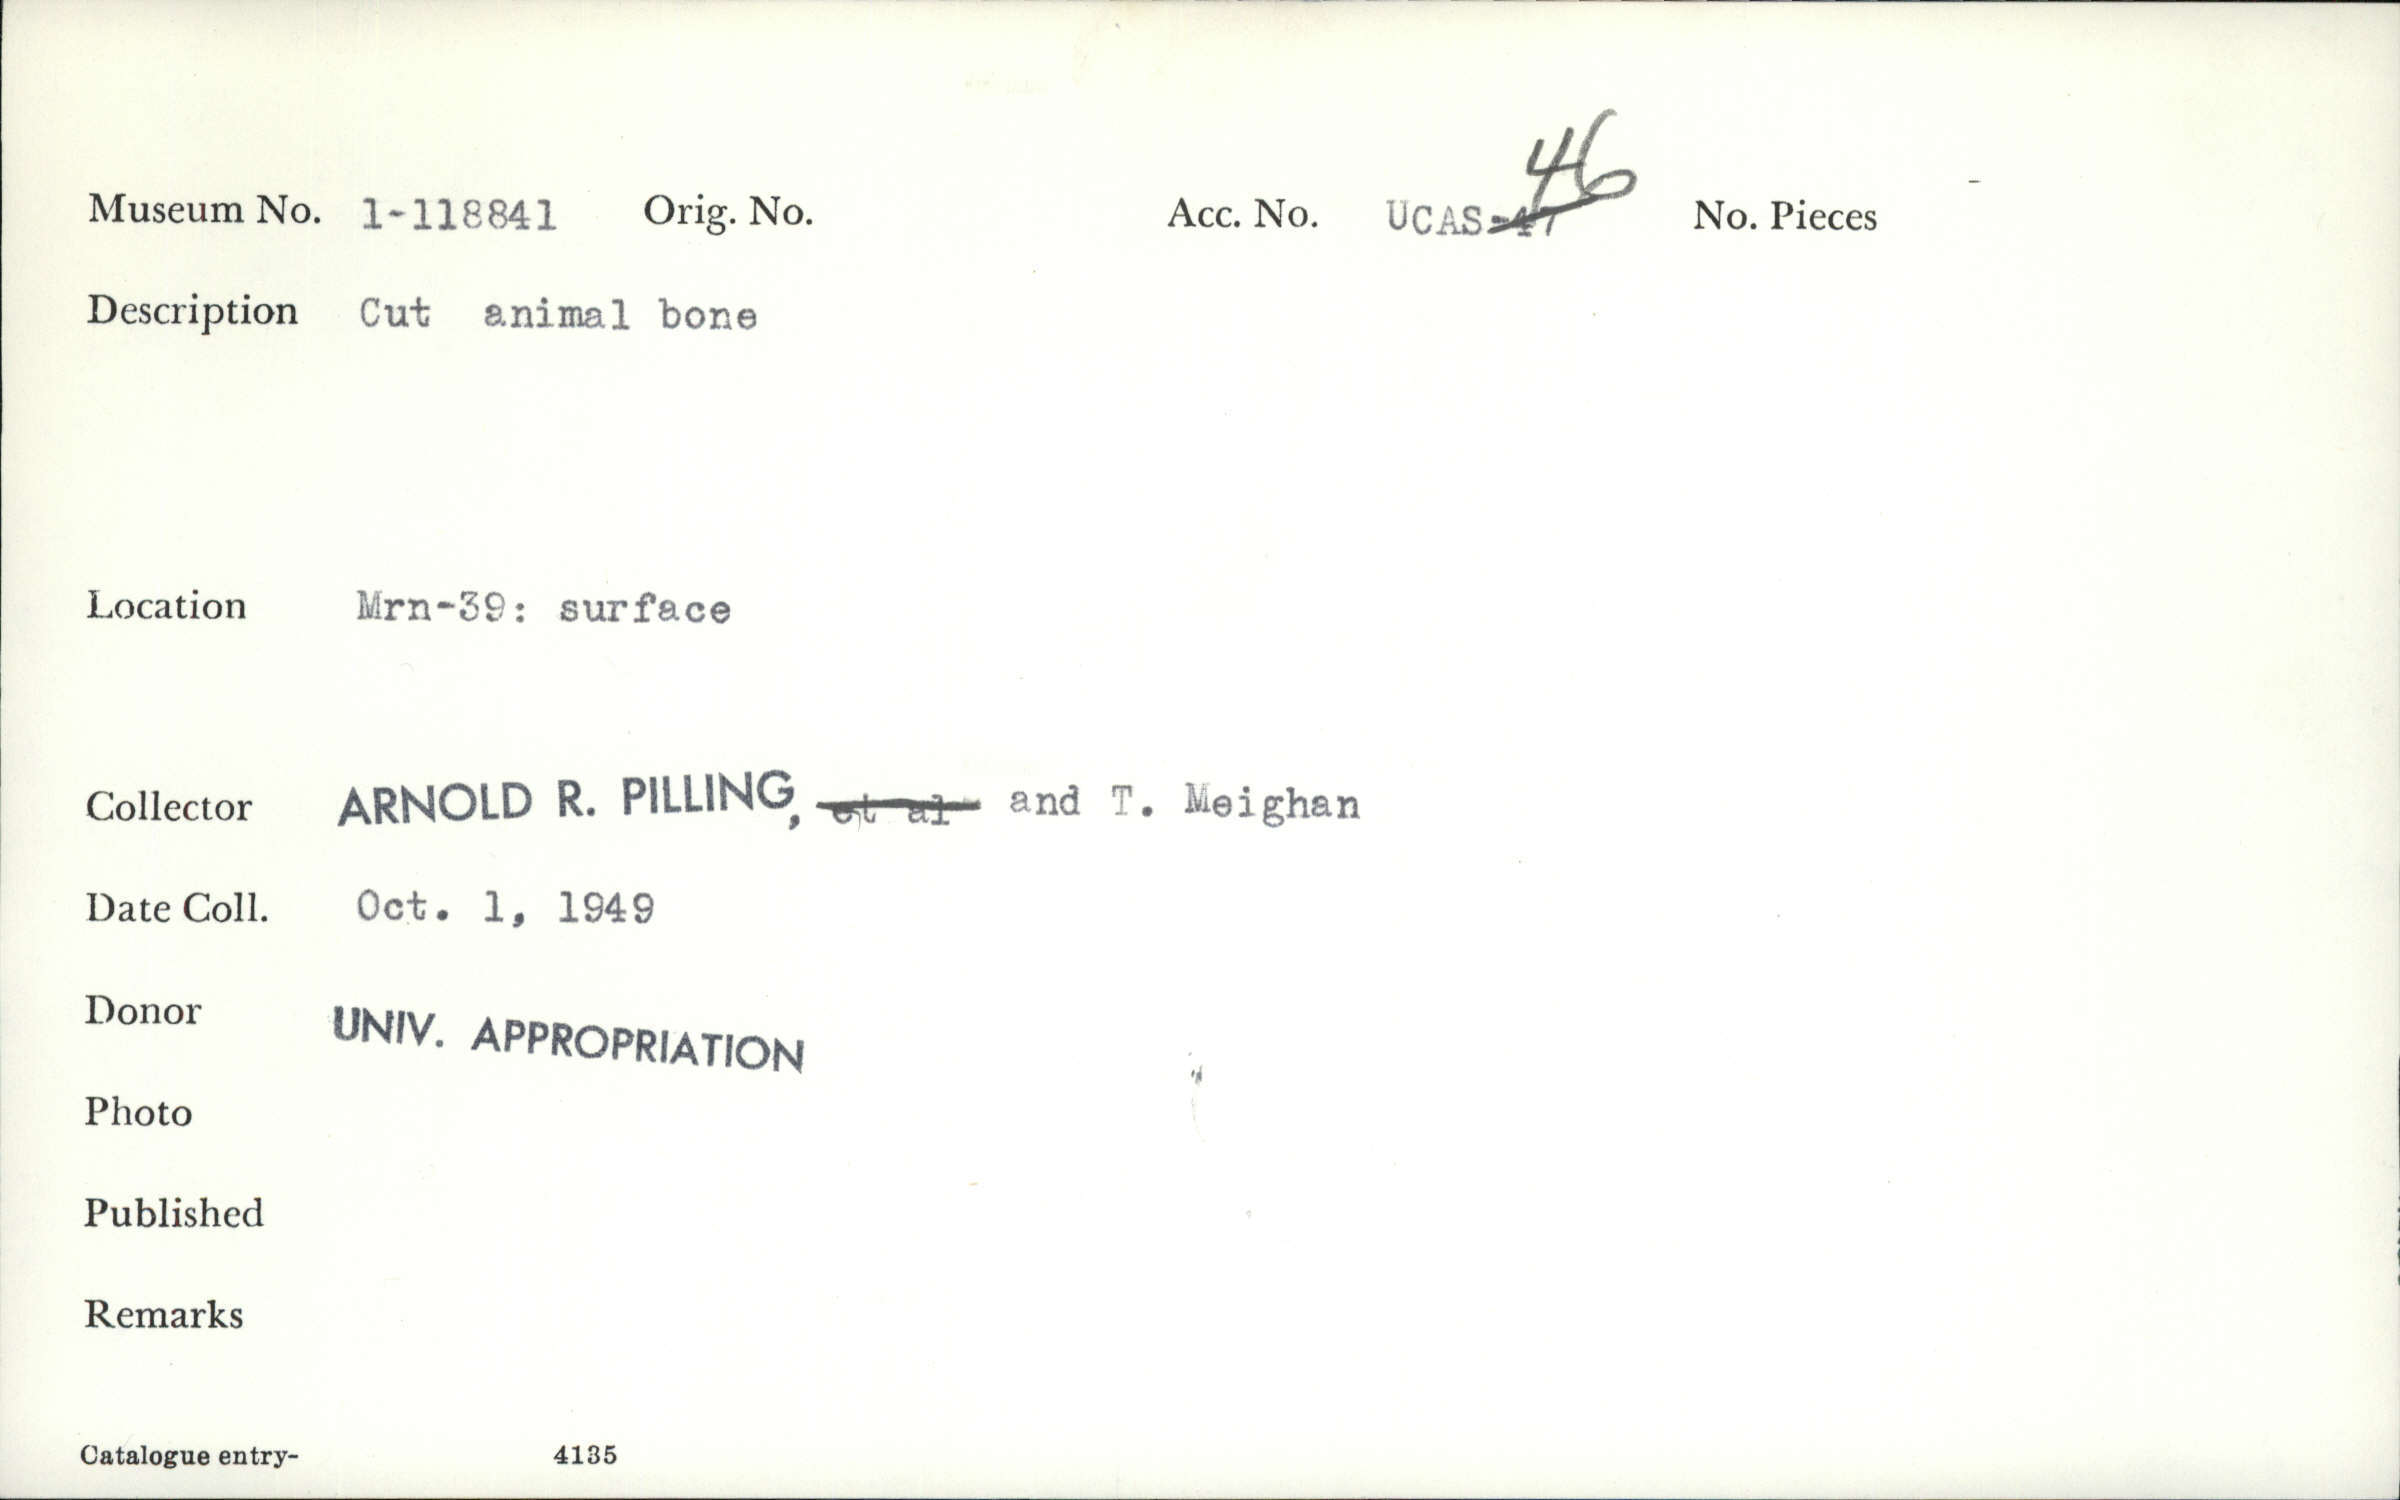 Museum No. 1-118841 Orig. No. Acc. No. UCAS-47 46 No. Pieces
Description Cut animal bone
Location Mrn-39: surface
Collector ARNOLD R. PILLING, et al and T. Meighan
Date Coll. Oct. 1, 1949
Donor UNIV. APPROPRIATION
Photo
Published
Remarks
Catalogue entry- 4135